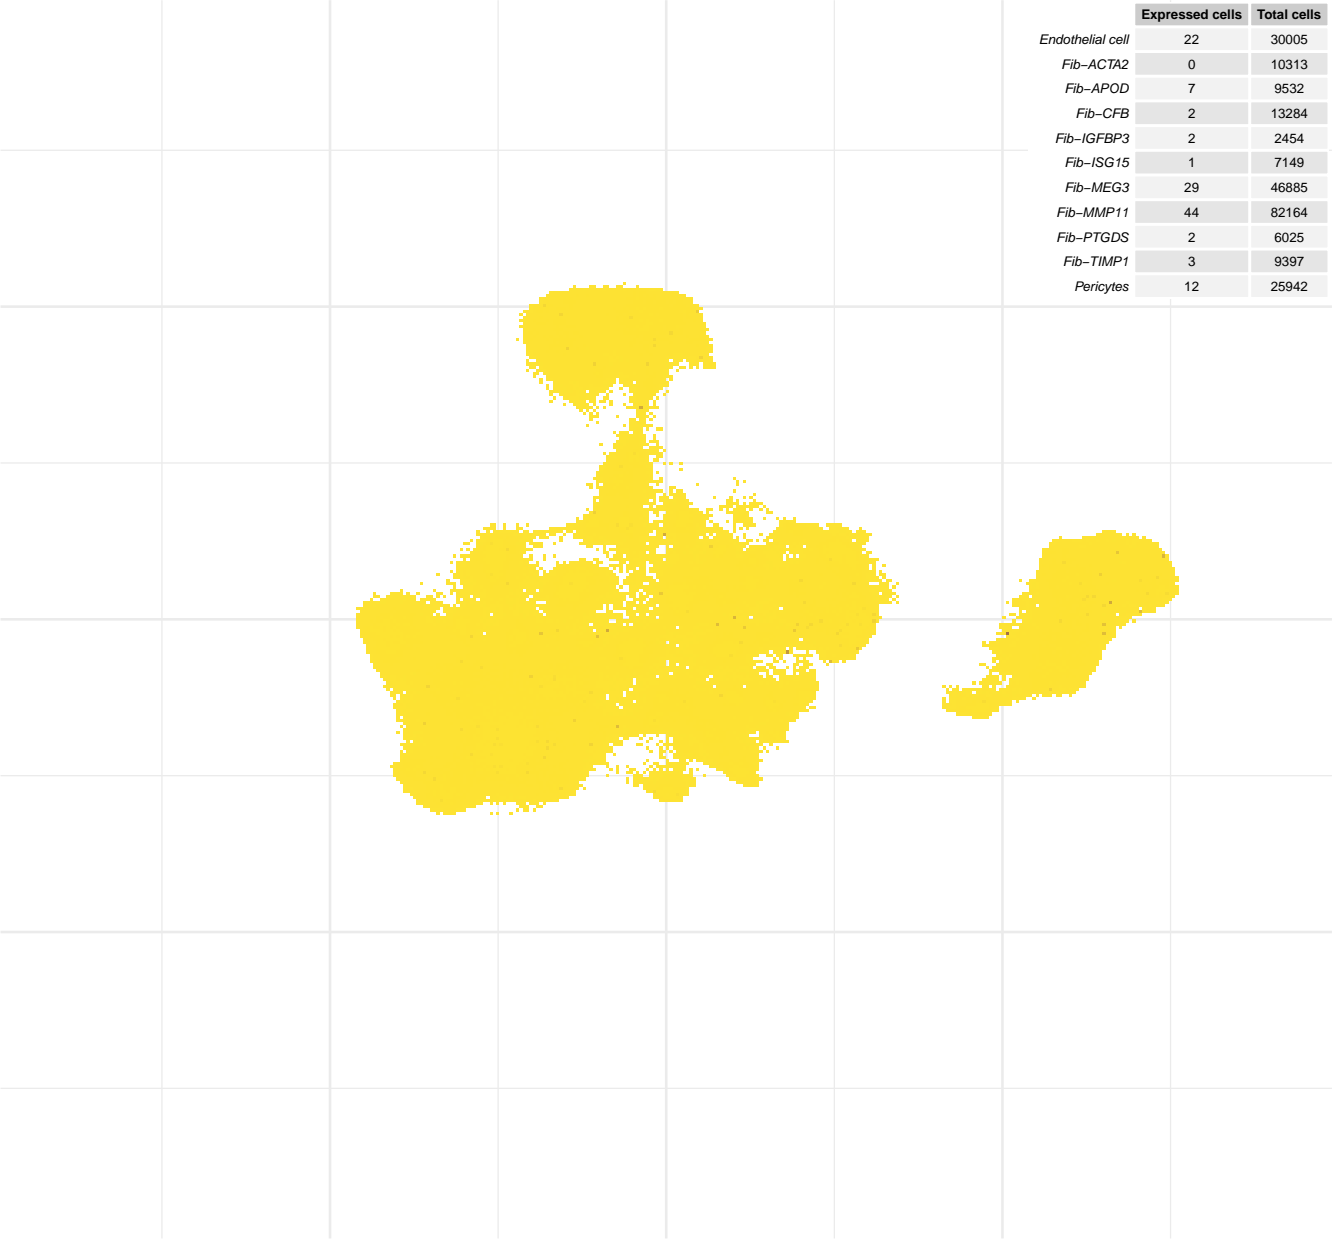 Expressed cells Total cells
Endothelial cell 22 30005
Fib−ACTA2 0 10313
Fib−APOD 7 9532
Fib−CFB 2 13284
Fib−IGFBP3 2 2454
Fib−ISG15 1 7149
Fib−MEG3 29 46885
Fib−MMP11 44 82164
Fib−PTGDS 2 6025
Fib−TIMP1 3 9397
Pericytes 12 25942